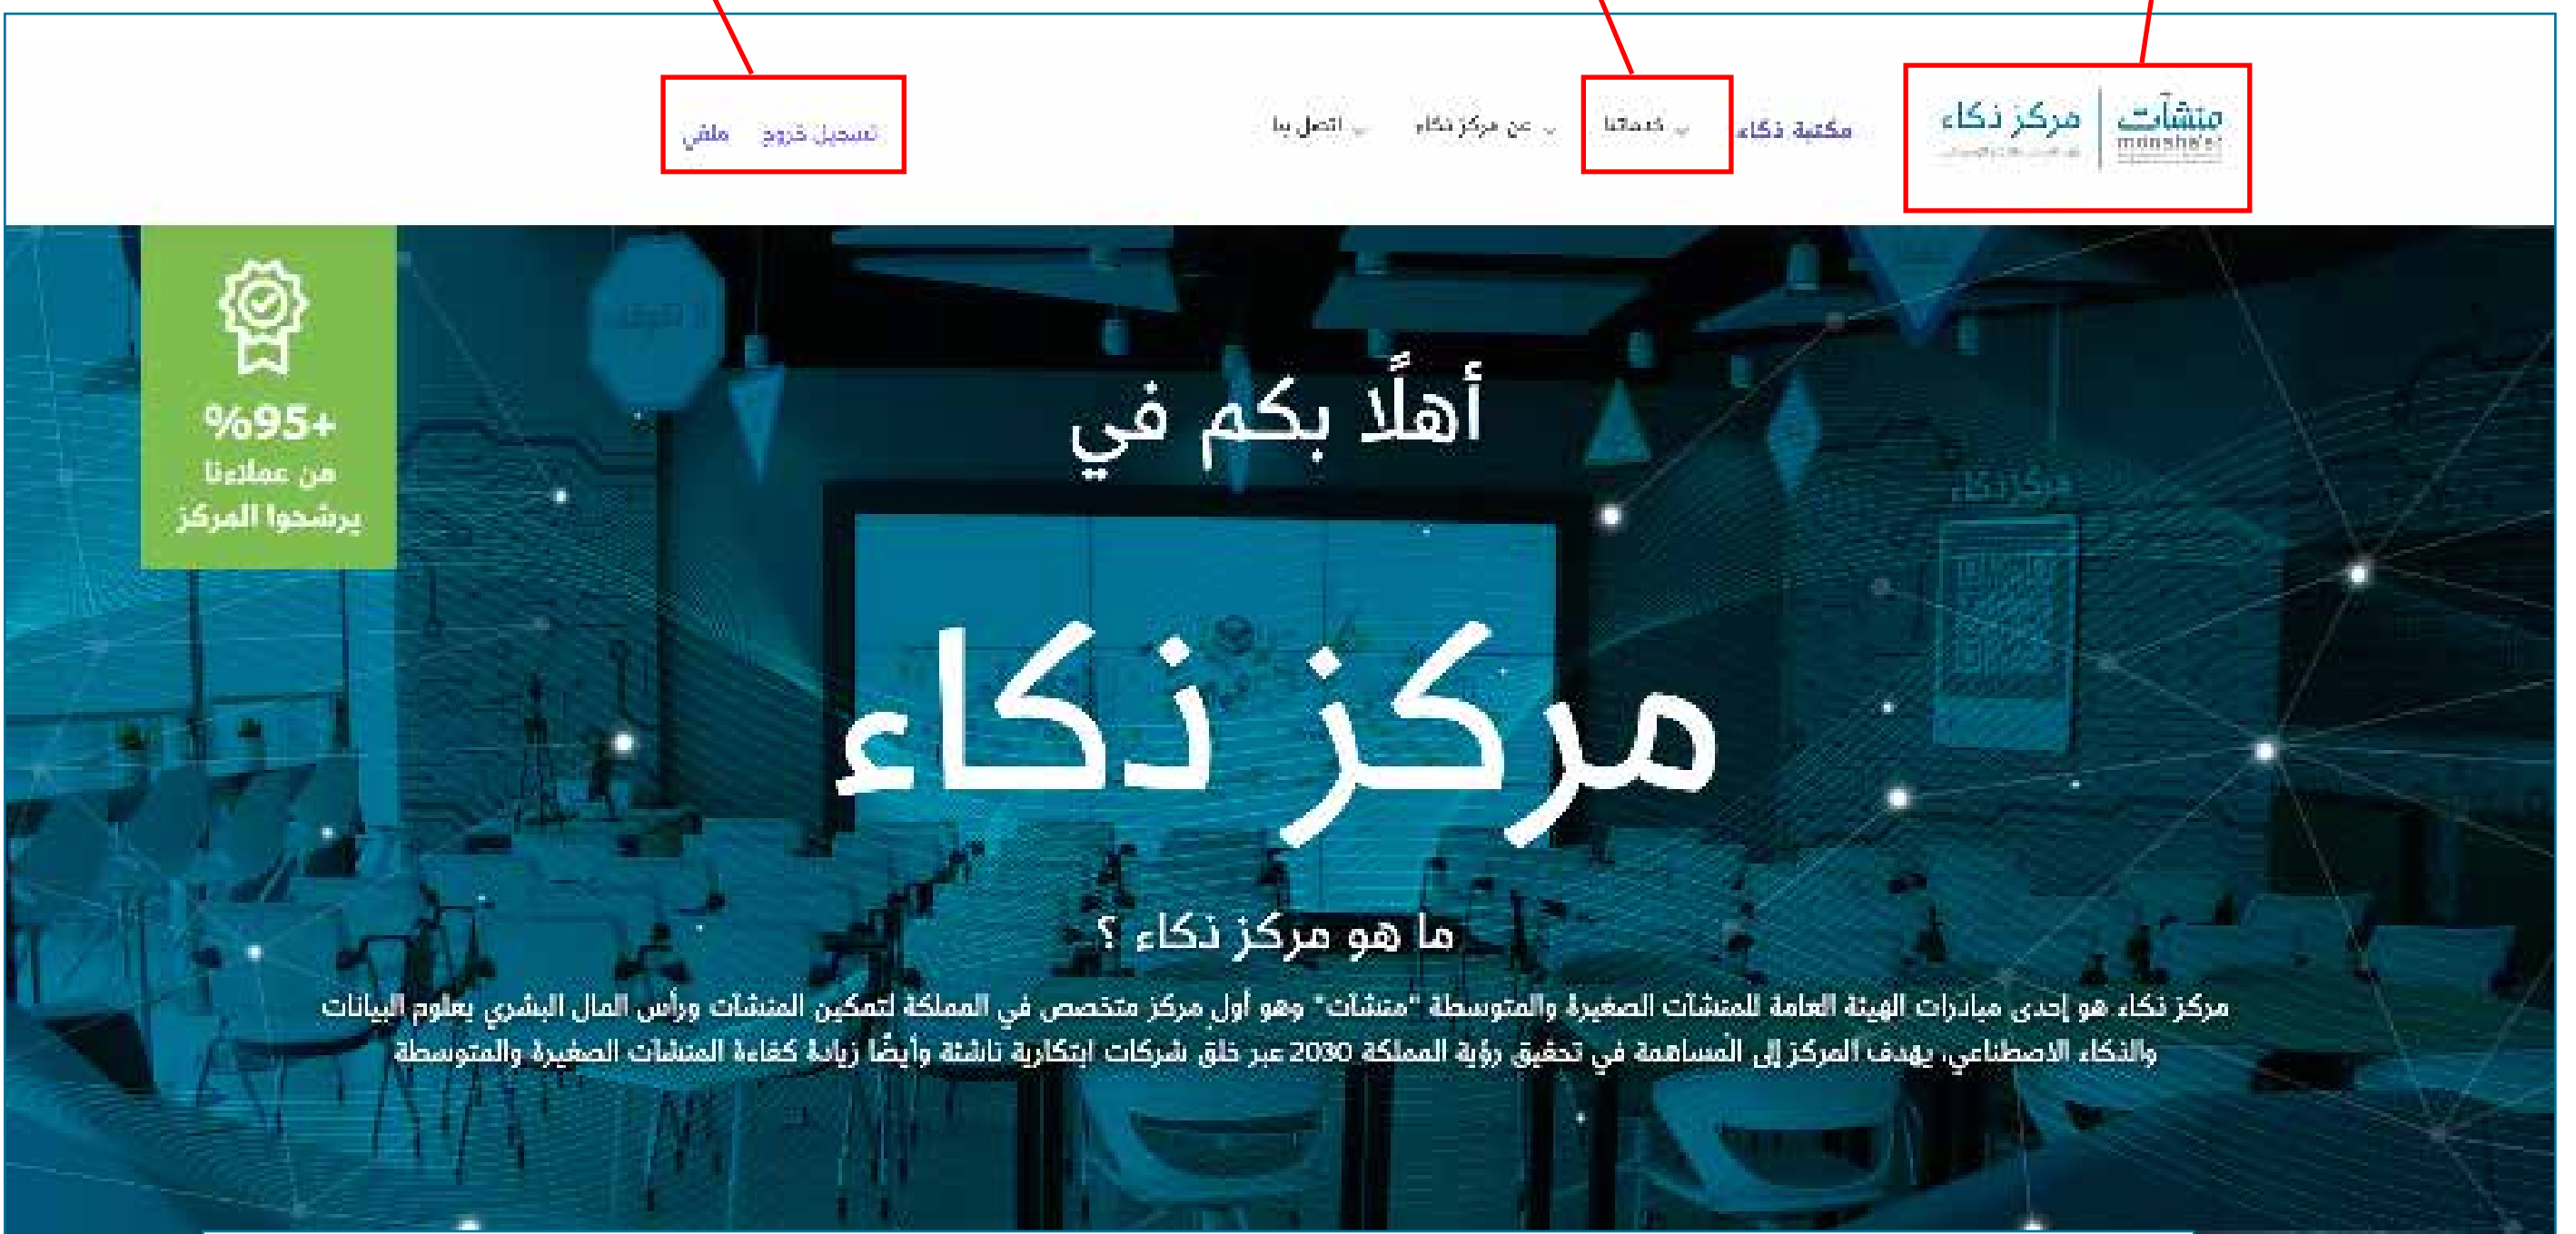 منشآت
monsha'at
مركز ذكاء
مكتبة ذكاء
خدماتنا
عن مركز ذكاء
اتصل بنا
تسجيل خروج
ملفي
%95+
من عملاءنا
يرشحوا المركز
أهلًا بكم في
مركز ذكاء
مركز ذكاء
ما هو مركز ذكاء ؟
مركز ذكاء هو إحدى مبادرات الهيئة العامة للمنشآت الصغيرة والمتوسطة "منشآت" وهو أول مركز متخصص في المملكة لتمكين المنشآت ورأس المال البشري بعلوم البيانات
والذكاء الاصطناعي، يهدف المركز إلى المساهمة في تحقيق رؤية المملكة 2030 عبر خلق شركات ابتكارية ناشئة وأيضًا زيادة كفاءة المنشآت الصغيرة والمتوسطة